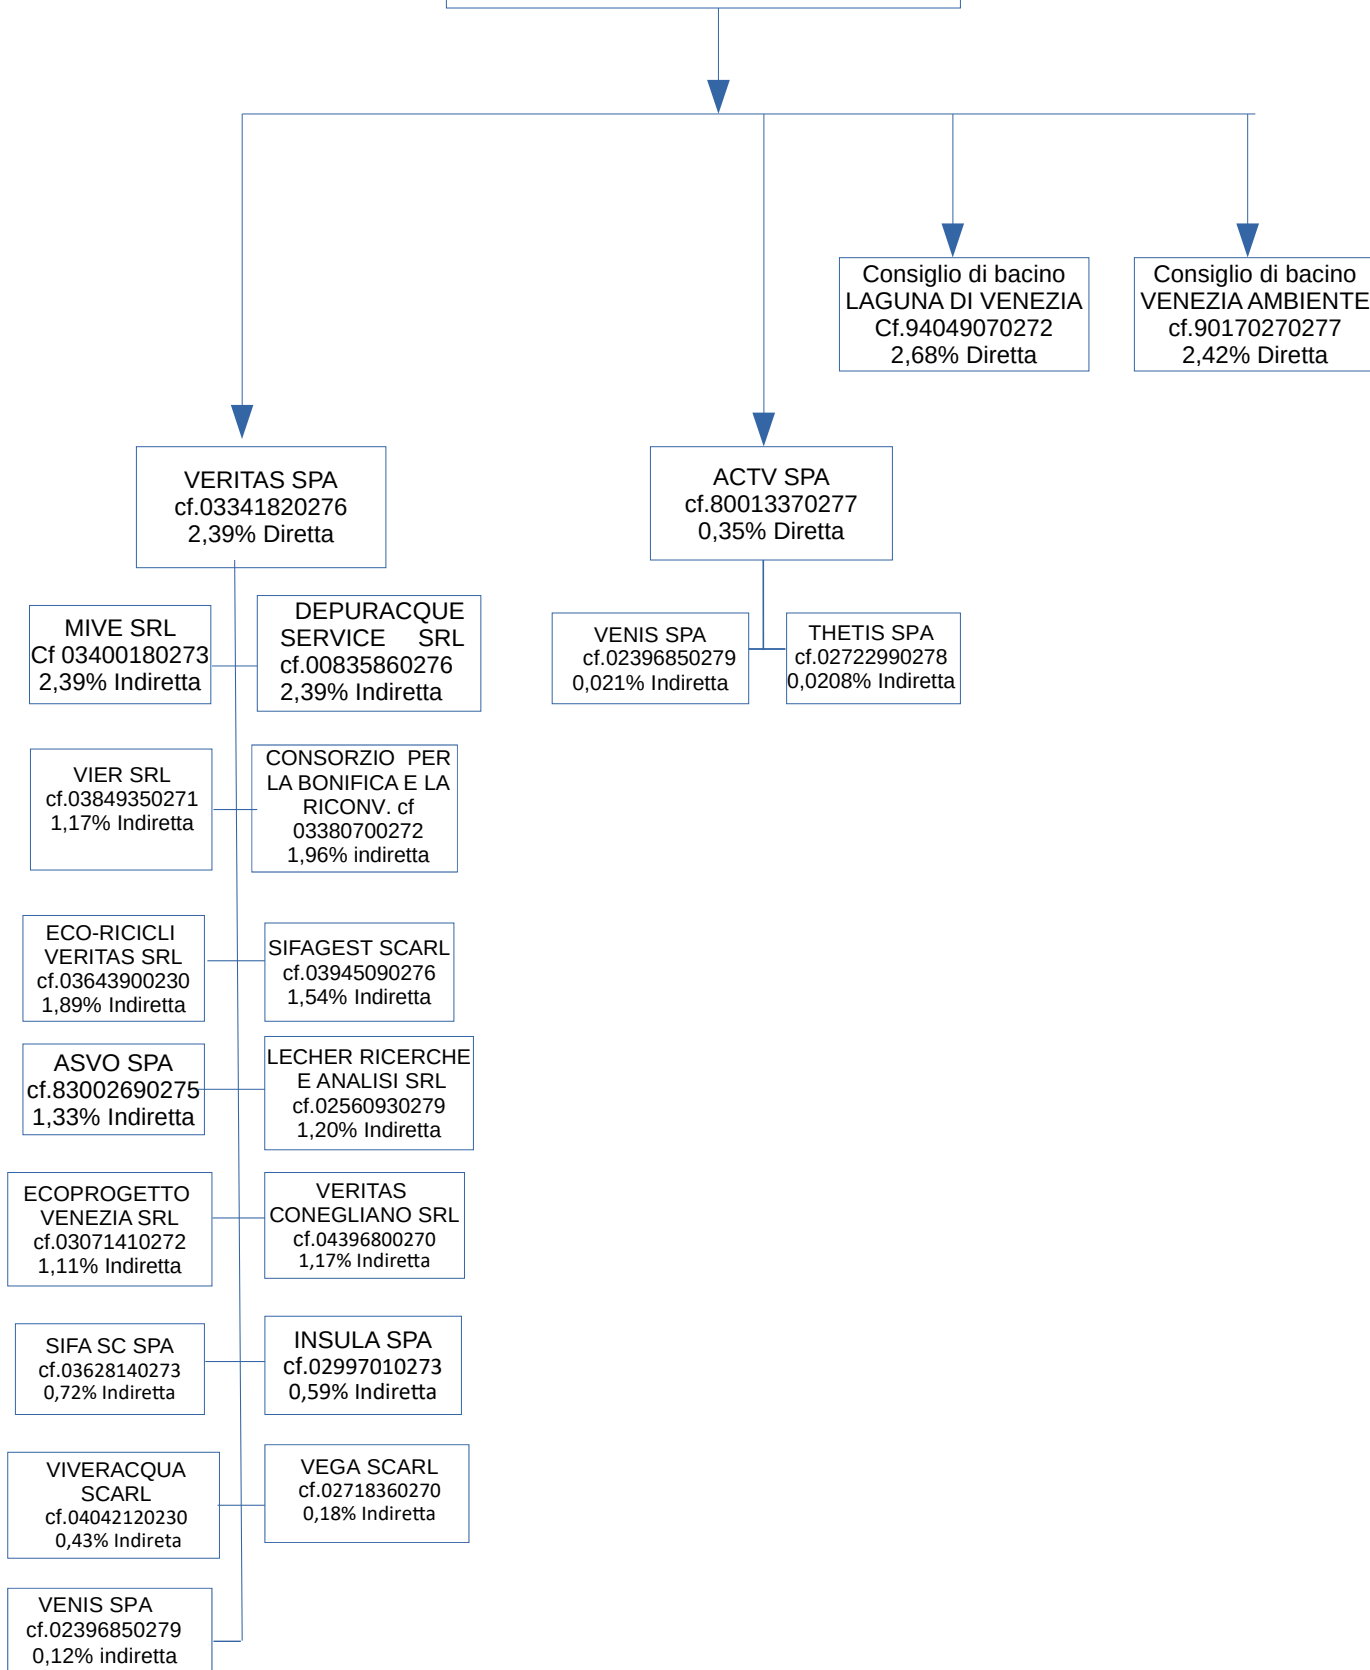 Consiglio di bacino
LAGUNA DI VENEZIA
Cf.94049070272
2,68% Diretta
Consiglio di bacino
VENEZIA AMBIENTE
cf.90170270277
2,42% Diretta
VERITAS SPA
cf.03341820276
2,39% Diretta
ACTV SPA
cf.80013370277
0,35% Diretta
MIVE SRL
Cf 03400180273
2,39% Indiretta
DEPURACQUE
SERVICE SRL
cf.00835860276
2,39% Indiretta
VENIS SPA
cf.02396850279
0,021% Indiretta
THETIS SPA
cf.02722990278
0,0208% Indiretta
VIER SRL
cf.03849350271
1,17% Indiretta
CONSORZIO PER
LA BONIFICA E LA
RICONV. cf
03380700272
1,96% indiretta
ECO-RICICLI
VERITAS SRL
cf.03643900230
1,89% Indiretta
SIFAGEST SCARL
cf.03945090276
1,54% Indiretta
ASVO SPA
cf.83002690275
1,33% Indiretta
LECHER RICERCHE
E ANALISI SRL
cf.02560930279
1,20% Indiretta
ECOPROGETTO
VENEZIA SRL
cf.03071410272
1,11% Indiretta
VERITAS
CONEGLIANO SRL
cf.04396800270
1,17% Indiretta
SIFA SC SPA
cf.03628140273
0,72% Indiretta
INSULA SPA
cf.02997010273
0,59% Indiretta
VIVERACQUA
SCARL
cf.04042120230
0,43% Indireta
VEGA SCARL
cf.02718360270
0,18% Indiretta
VENIS SPA
cf.02396850279
0,12% indiretta